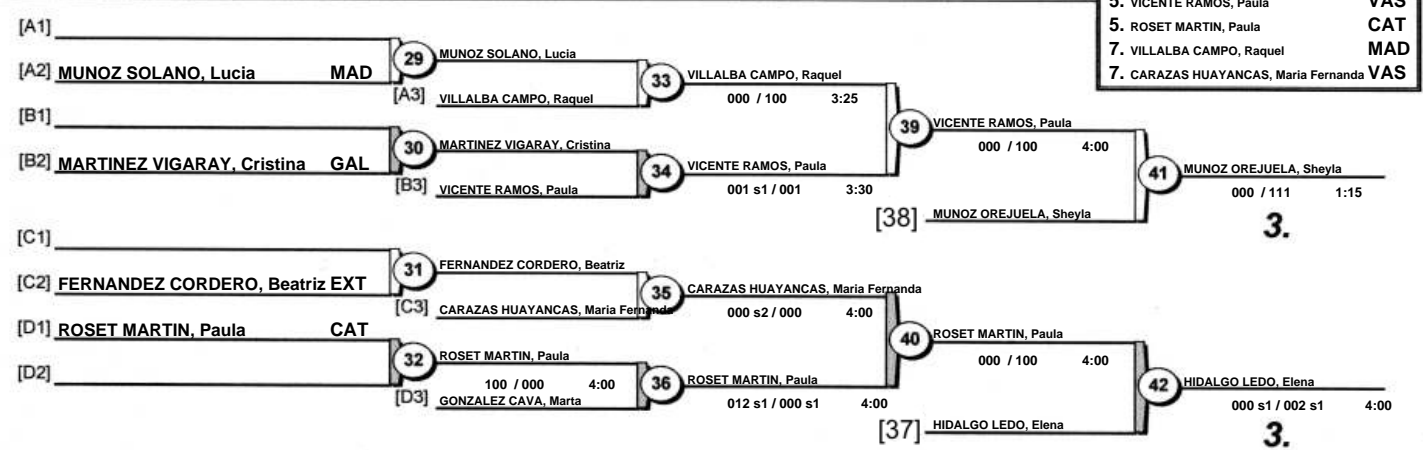 5. VICENTE RAMOS, Paula VAS
5. ROSET MARTIN, Paula CAT
7. VILLALBA CAMPO, Raquel MAD
7. CARAZAS HUAYANCAS, Maria Fernanda VAS
[A1]
29 MUNOZ SOLANO, Lucia
[A2] MUNOZ SOLANO, Lucia MAD
33 VILLALBA CAMPO, Raquel
[A3] VILLALBA CAMPO, Raquel
000 / 100 3:25
[B1]
39 VICENTE RAMOS, Paula
30 MARTINEZ VIGARAY, Cristina
000 / 100 4:00
[B2] MARTINEZ VIGARAY, Cristina GAL
34 VICENTE RAMOS, Paula
41 MUNOZ OREJUELA, Sheyla
[B3] VICENTE RAMOS, Paula
001 s1 / 001 3:30
000 / 111 1:15
[38] MUNOZ OREJUELA, Sheyla
3.
[C1]
31 FERNANDEZ CORDERO, Beatriz
[C2] FERNANDEZ CORDERO, Beatriz EXT
35 CARAZAS HUAYANCAS, Maria Fernanda
[C3] CARAZAS HUAYANCAS, Maria Fernanda
000 s2 / 000 4:00
[D1] ROSET MARTIN, Paula CAT
40 ROSET MARTIN, Paula
32 ROSET MARTIN, Paula
000 / 100 4:00
[D2]
100 / 000 4:00
36 ROSET MARTIN, Paula
42 HIDALGO LEDO, Elena
[D3] GONZALEZ CAVA, Marta
012 s1 / 000 s1 4:00
000 s1 / 002 s1 4:00
[37] HIDALGO LEDO, Elena
3.